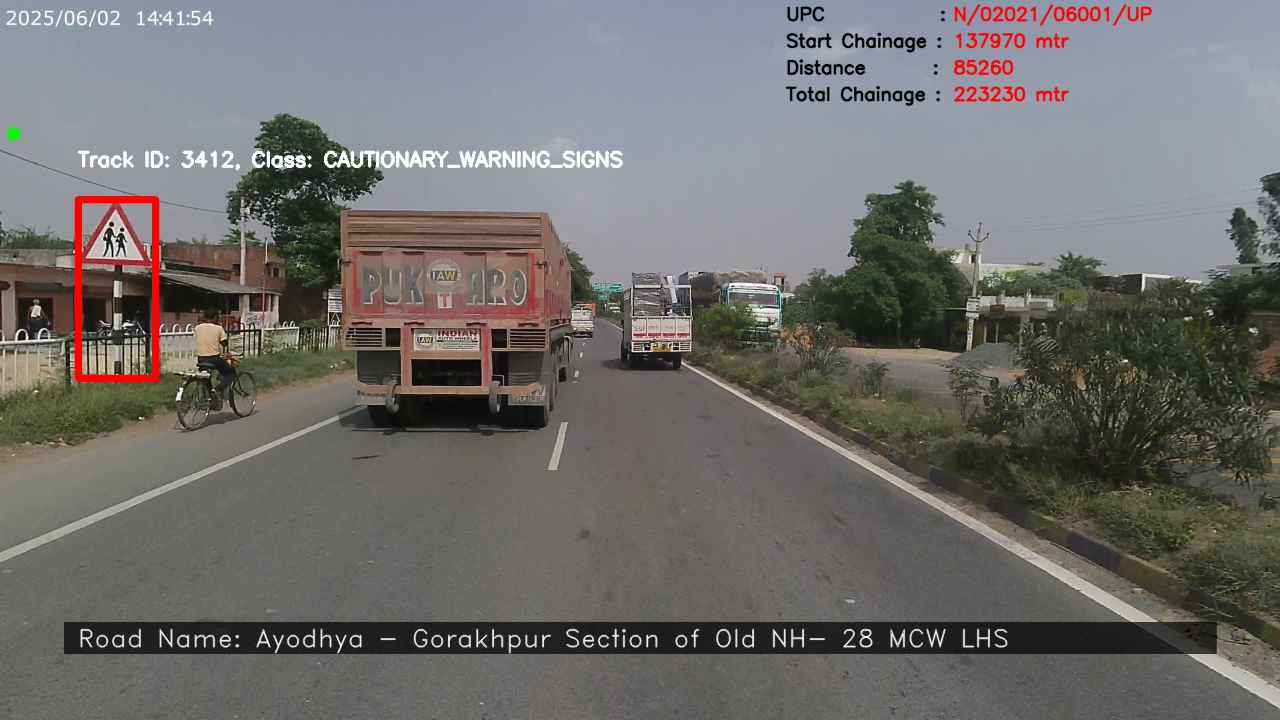 2025/06/02 14:41:54
UPC : N/02021/06001/UP
Start Chainage : 137970 mtr
Distance : 85260
Total Chainage : 223230 mtr
Track ID: 3412, Class: CAUTIONARY_WARNING_SIGNS
PUK IAW ARO
T
IAW INDIAN
TRAILER
Road Name: Ayodhya - Gorakhpur Section of Old NH- 28 MCW LHS